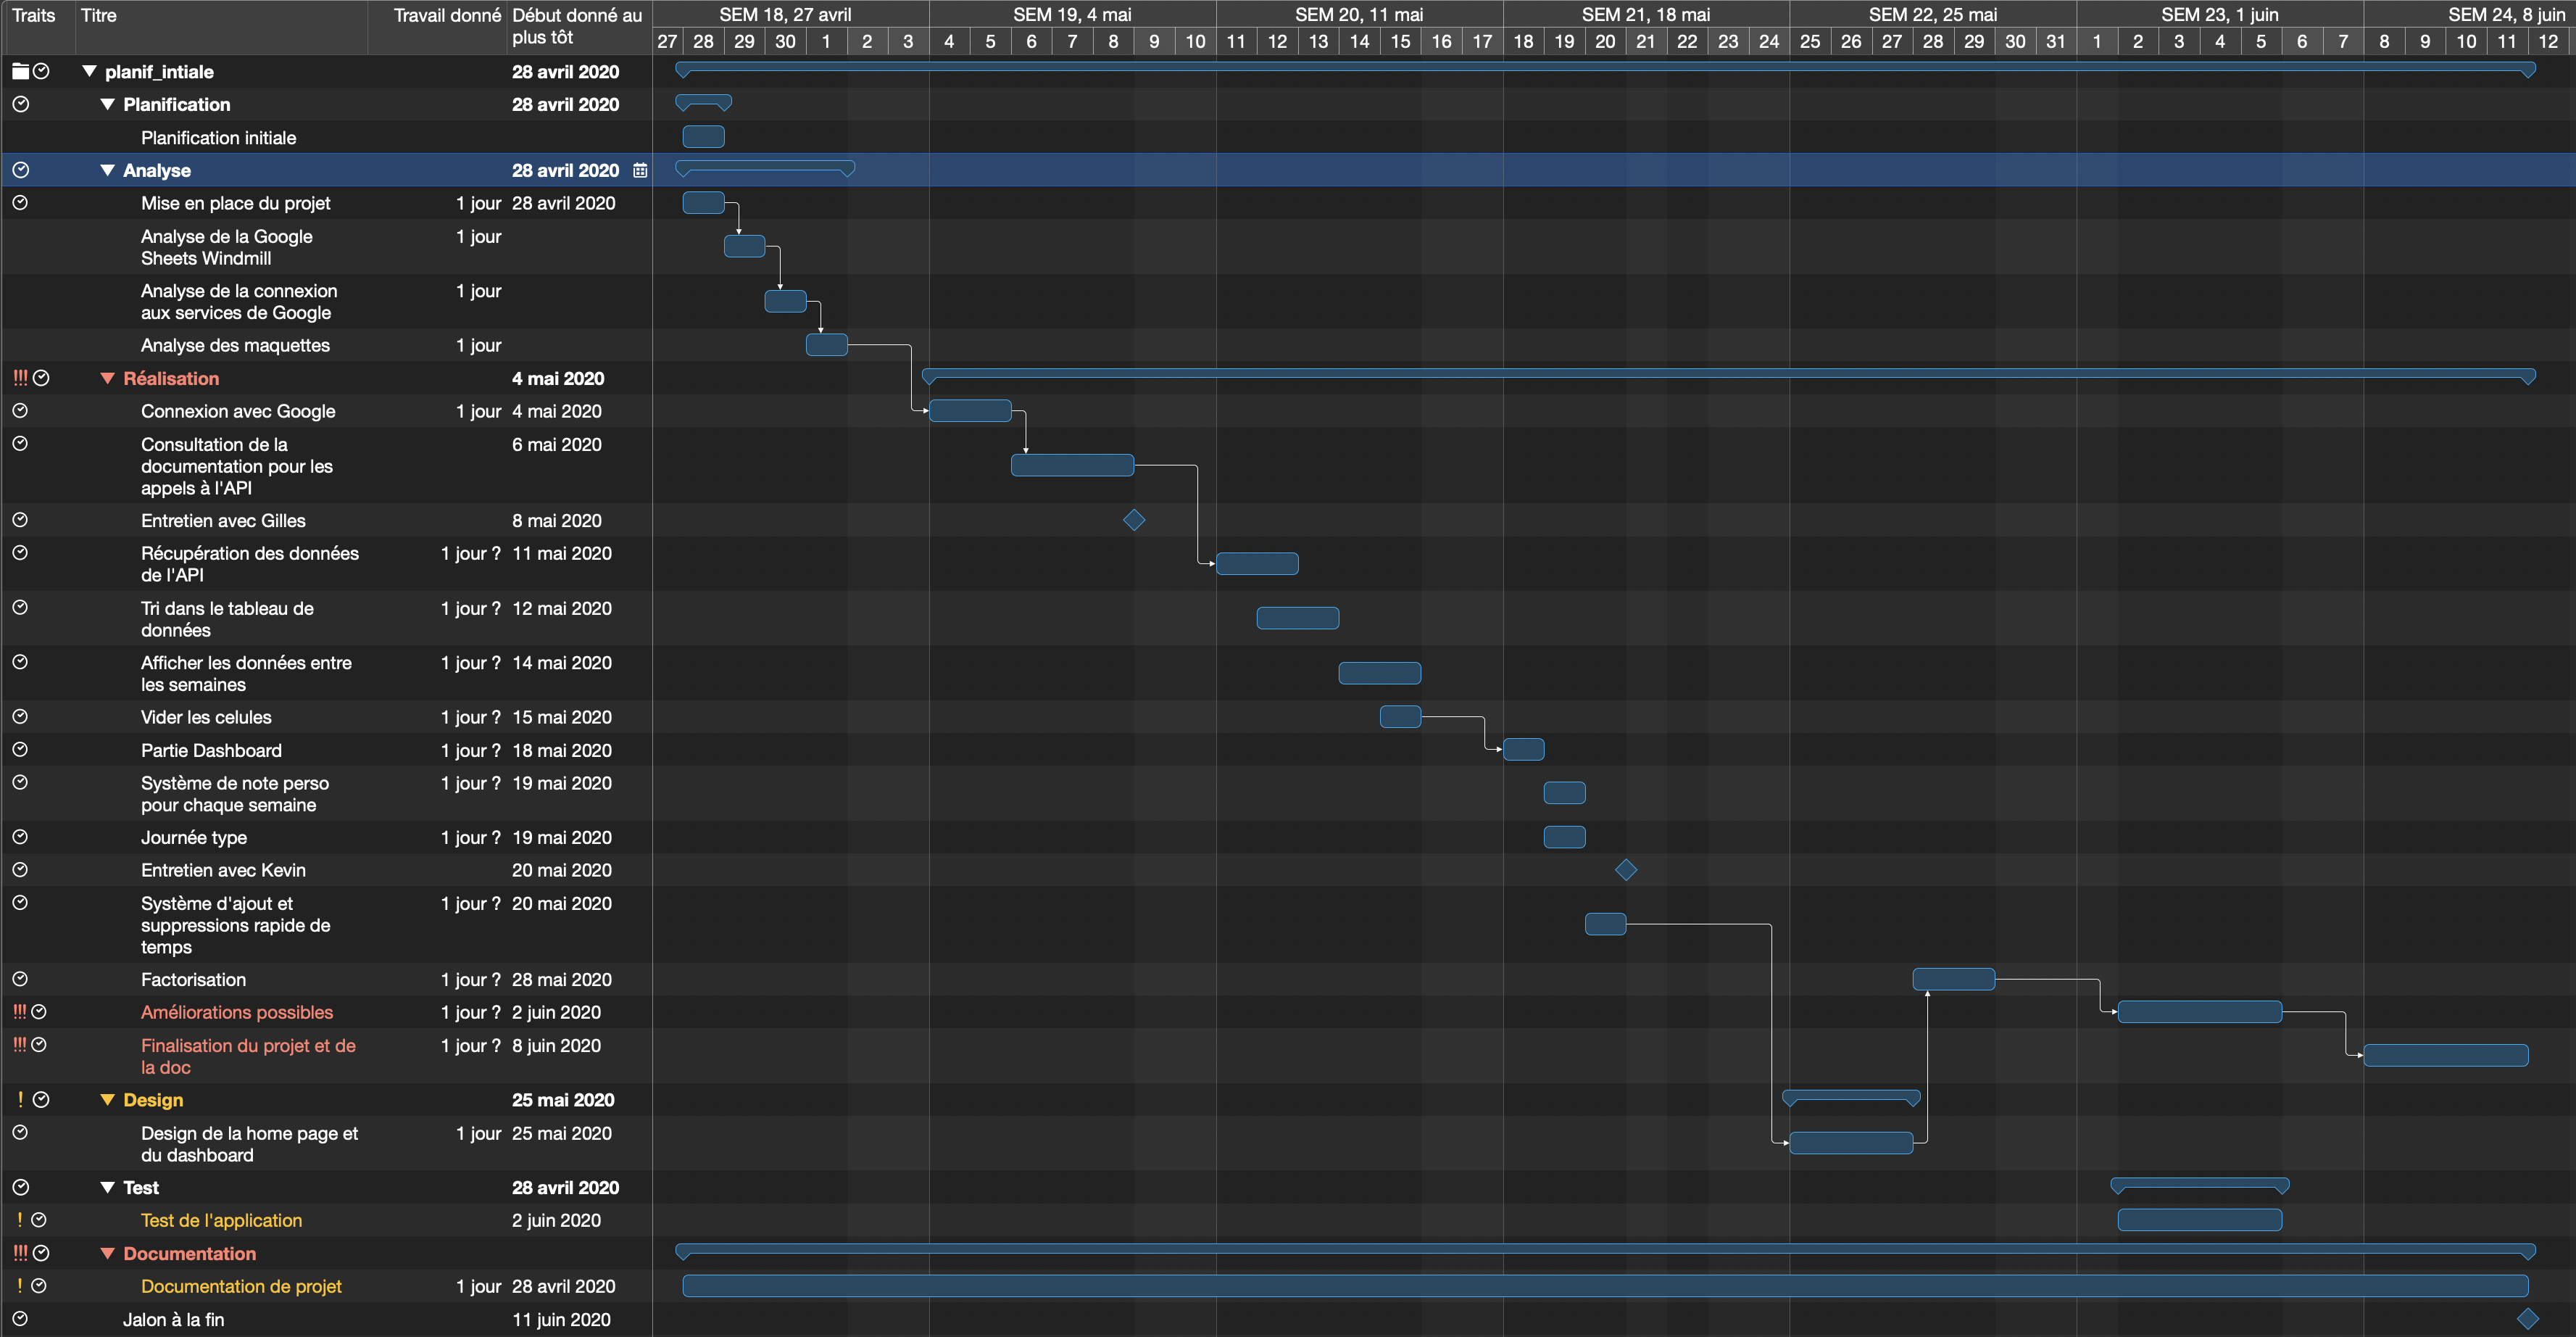 Traits Titre Travail donné Début donné au plus tôt
SEM 18, 27 avril SEM 19, 4 mai SEM 20, 11 mai SEM 21, 18 mai SEM 22, 25 mai SEM 23, 1 juin SEM 24, 8 juin
27 28 29 30 1 2 3 4 5 6 7 8 9 10 11 12 13 14 15 16 17 18 19 20 21 22 23 24 25 26 27 28 29 30 31 1 2 3 4 5 6 7 8 9 10 11 12
planif_intiale 28 avril 2020
Planification 28 avril 2020
Planification initiale
Analyse 28 avril 2020
Mise en place du projet 1 jour 28 avril 2020
Analyse de la Google 1 jour
Sheets Windmill
Analyse de la connexion 1 jour
aux services de Google
Analyse des maquettes 1 jour
!!! Réalisation 4 mai 2020
Connexion avec Google 1 jour 4 mai 2020
Consultation de la 6 mai 2020
documentation pour les
appels à l'API
Entretien avec Gilles 8 mai 2020
Récupération des données 1 jour ? 11 mai 2020
de l'API
Tri dans le tableau de 1 jour ? 12 mai 2020
données
Afficher les données entre 1 jour ? 14 mai 2020
les semaines
Vider les celules 1 jour ? 15 mai 2020
Partie Dashboard 1 jour ? 18 mai 2020
Système de note perso 1 jour ? 19 mai 2020
pour chaque semaine
Journée type 1 jour ? 19 mai 2020
Entretien avec Kevin 20 mai 2020
Système d'ajout et 1 jour ? 20 mai 2020
suppressions rapide de
temps
Factorisation 1 jour ? 28 mai 2020
!!! Améliorations possibles 1 jour ? 2 juin 2020
!!! Finalisation du projet et de 1 jour ? 8 juin 2020
la doc
! Design 25 mai 2020
Design de la home page et 1 jour 25 mai 2020
du dashboard
Test 28 avril 2020
! Test de l'application 2 juin 2020
!!! Documentation
! Documentation de projet 1 jour 28 avril 2020
Jalon à la fin 11 juin 2020